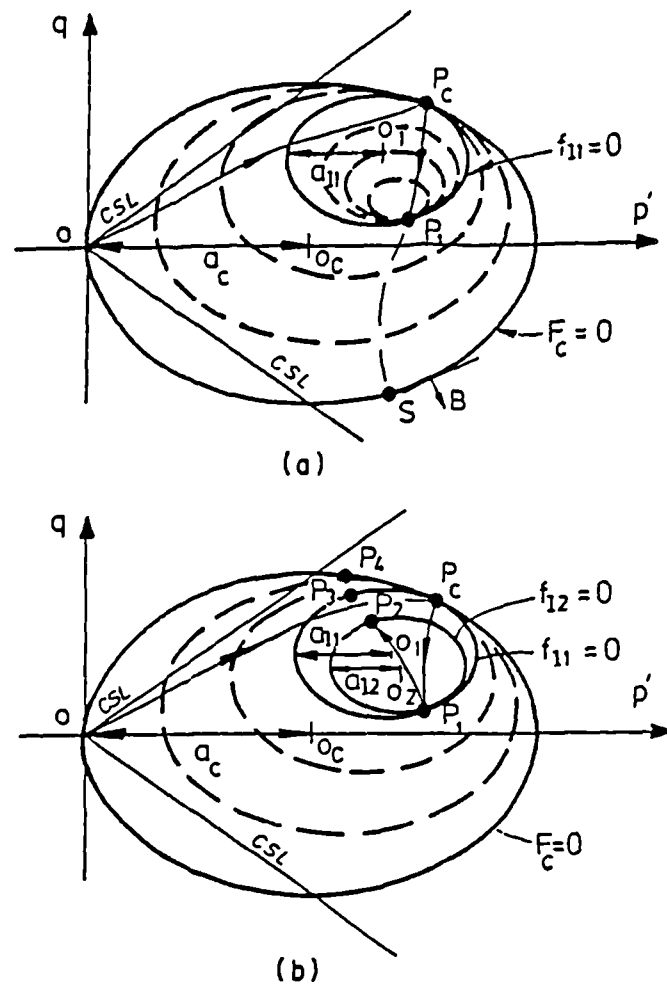 q
P_c
o_1
f_11=0
a_11
CSL
P_1
p'
o
a_c
o_c
F_c=0
CSL
S
B
(a)
q
P_4
P_c
P_3
P_2
f_12=0
a_11
o_1
f_11=0
a_12
o_2
CSL
P_1
p'
o
a_c
o_c
CSL
F_c=0
(b)